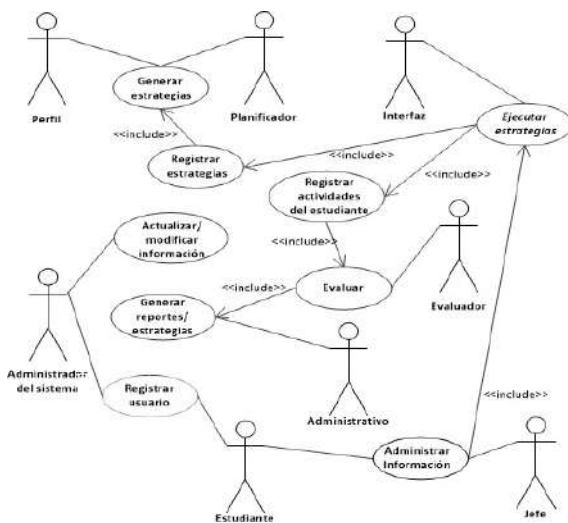 Generar
estrategias
Perfil
Planificador
Interfaz
Ejecutar
estrategias
<<include>>
Registrar
estrategias
<<include>>
<<include>>
Registrar
actividades
del estudiante
Actualizar/
modificar
información
<<include>>
Evaluar
Evaluador
<<include>>
Generar
reportes/
estrategias
Administrador
del sistema
Registrar
usuario
Administrativo
<<include>>
Administrar
Información
Estudiante
Jefe